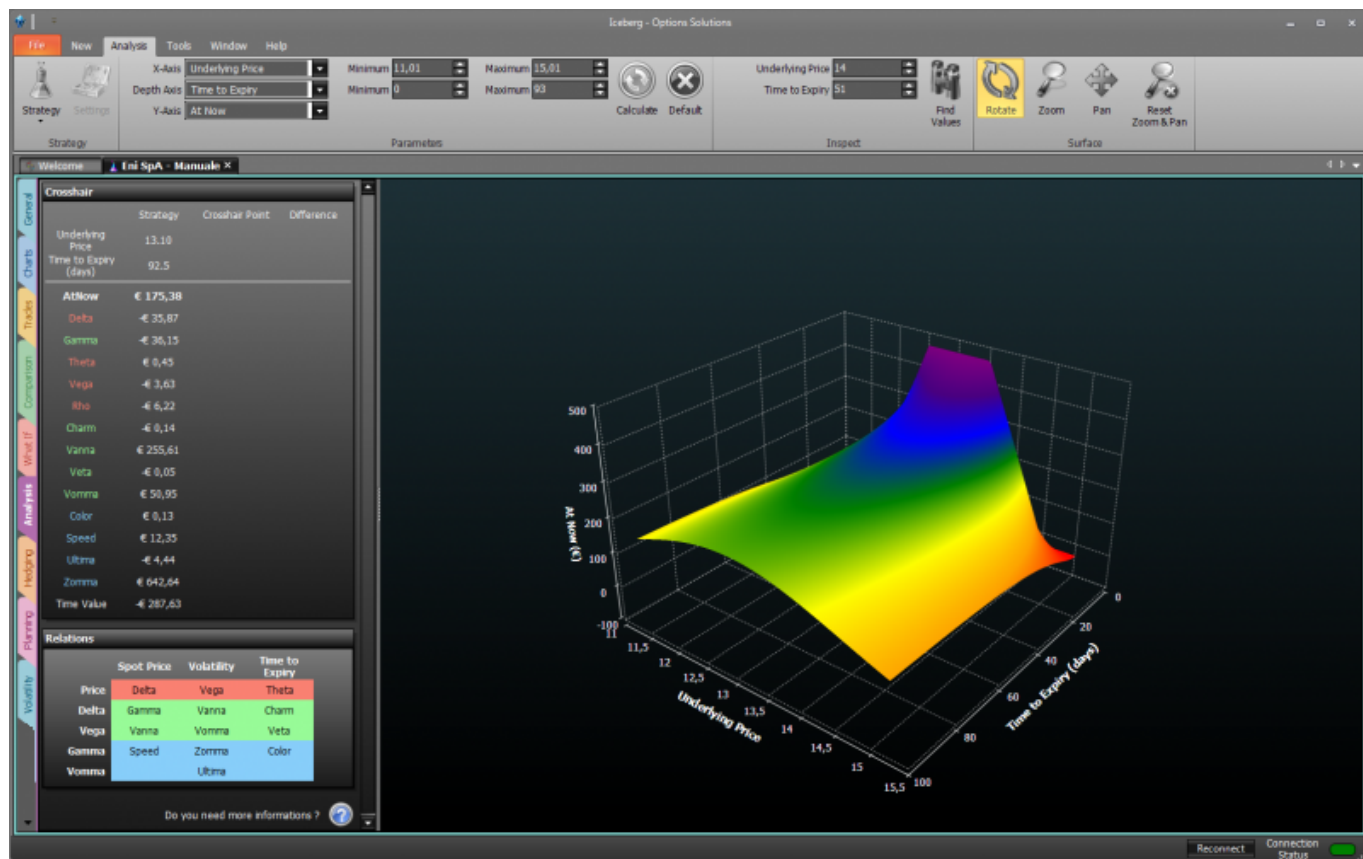 Iceberg - Options Solutions
File New Analysis Tools Window Help
X-Axis Underlying Price Minimum 11,01 Maximum 15,01 Underlying Price 14
Depth Axis Time to Expiry Minimum 0 Maximum 93 Time to Expiry 51
Y-Axis At Now
Strategy Settings Calculate Default Find Values Rotate Zoom Pan Reset Zoom & Pan
Strategy Parameters Inspect Surface
Welcome Eni SpA - Manuale ×
General
Charts
Trades
Comparison
What If
Analysis
Hedging
Planning
Volatility
Crosshair
Strategy Crosshair Point Difference
Underlying Price 13.10
Time to Expiry (days) 92.5
AtNow € 175,38
Delta -€ 35,87
Gamma -€ 36,15
Theta € 0,45
Vega -€ 3,63
Rho -€ 6,22
Charm -€ 0,14
Vanna € 255,61
Veta -€ 0,05
Vomma € 50,95
Color € 0,13
Speed € 12,35
Ultima -€ 4,44
Zomma € 642,64
Time Value -€ 287,63
Relations
Spot Price Volatility Time to Expiry
Price Delta Vega Theta
Delta Gamma Vanna Charm
Vega Vanna Vomma Veta
Gamma Speed Zomma Color
Vomma Ultima
Do you need more informations ?
At Now (€)
500
400
300
200
100
0
-100
11
11,5
12
12,5
13
13,5
14
14,5
15
15,5
Underlying Price
0
20
40
60
80
100
Time to Expiry (days)
Reconnect Connection Status